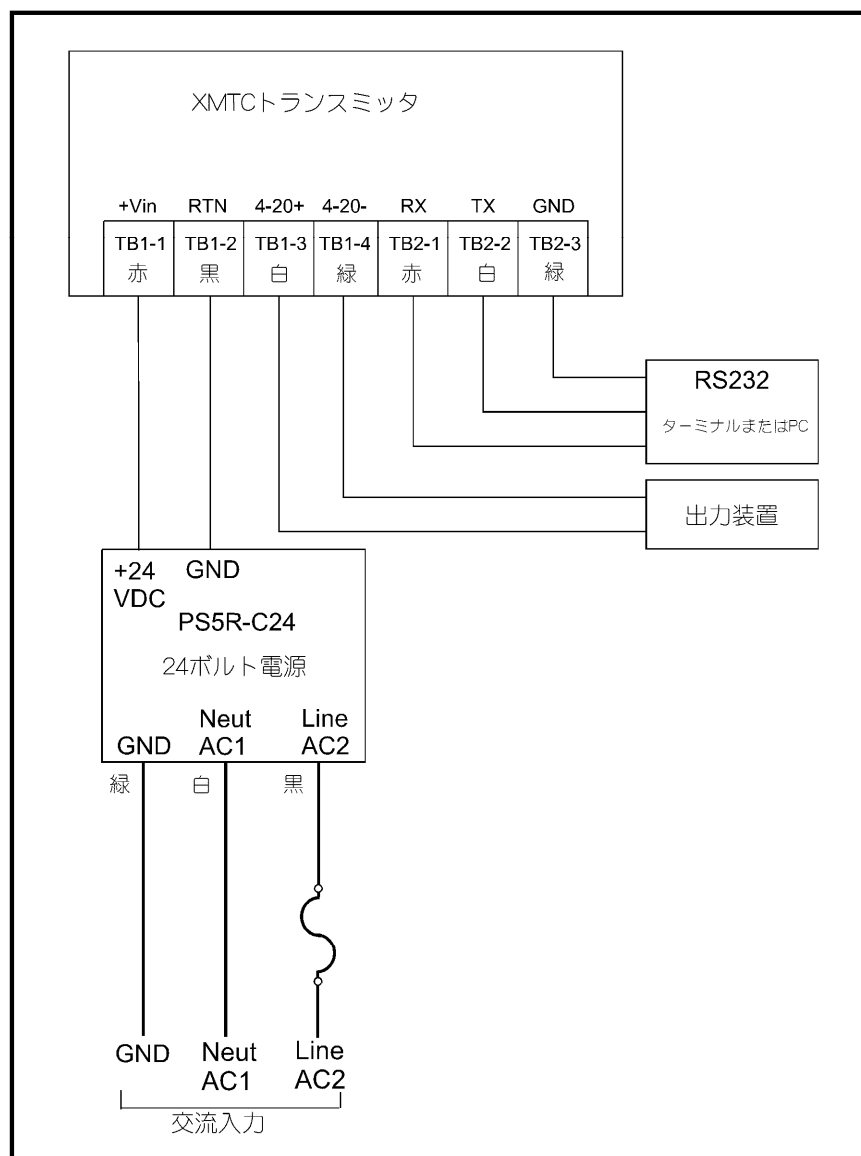 XMTCトランスミッタ
+Vin RTN 4-20+ 4-20- RX TX GND
TB1-1 TB1-2 TB1-3 TB1-4 TB2-1 TB2-2 TB2-3
赤 黒 白 緑 赤 白 緑
RS232
ターミナルまたはPC
出力装置
+24 GND
VDC
PS5R-C24
24ボルト電源
Neut Line
GND AC1 AC2
緑 白 黒
GND Neut Line
AC1 AC2
交流入力